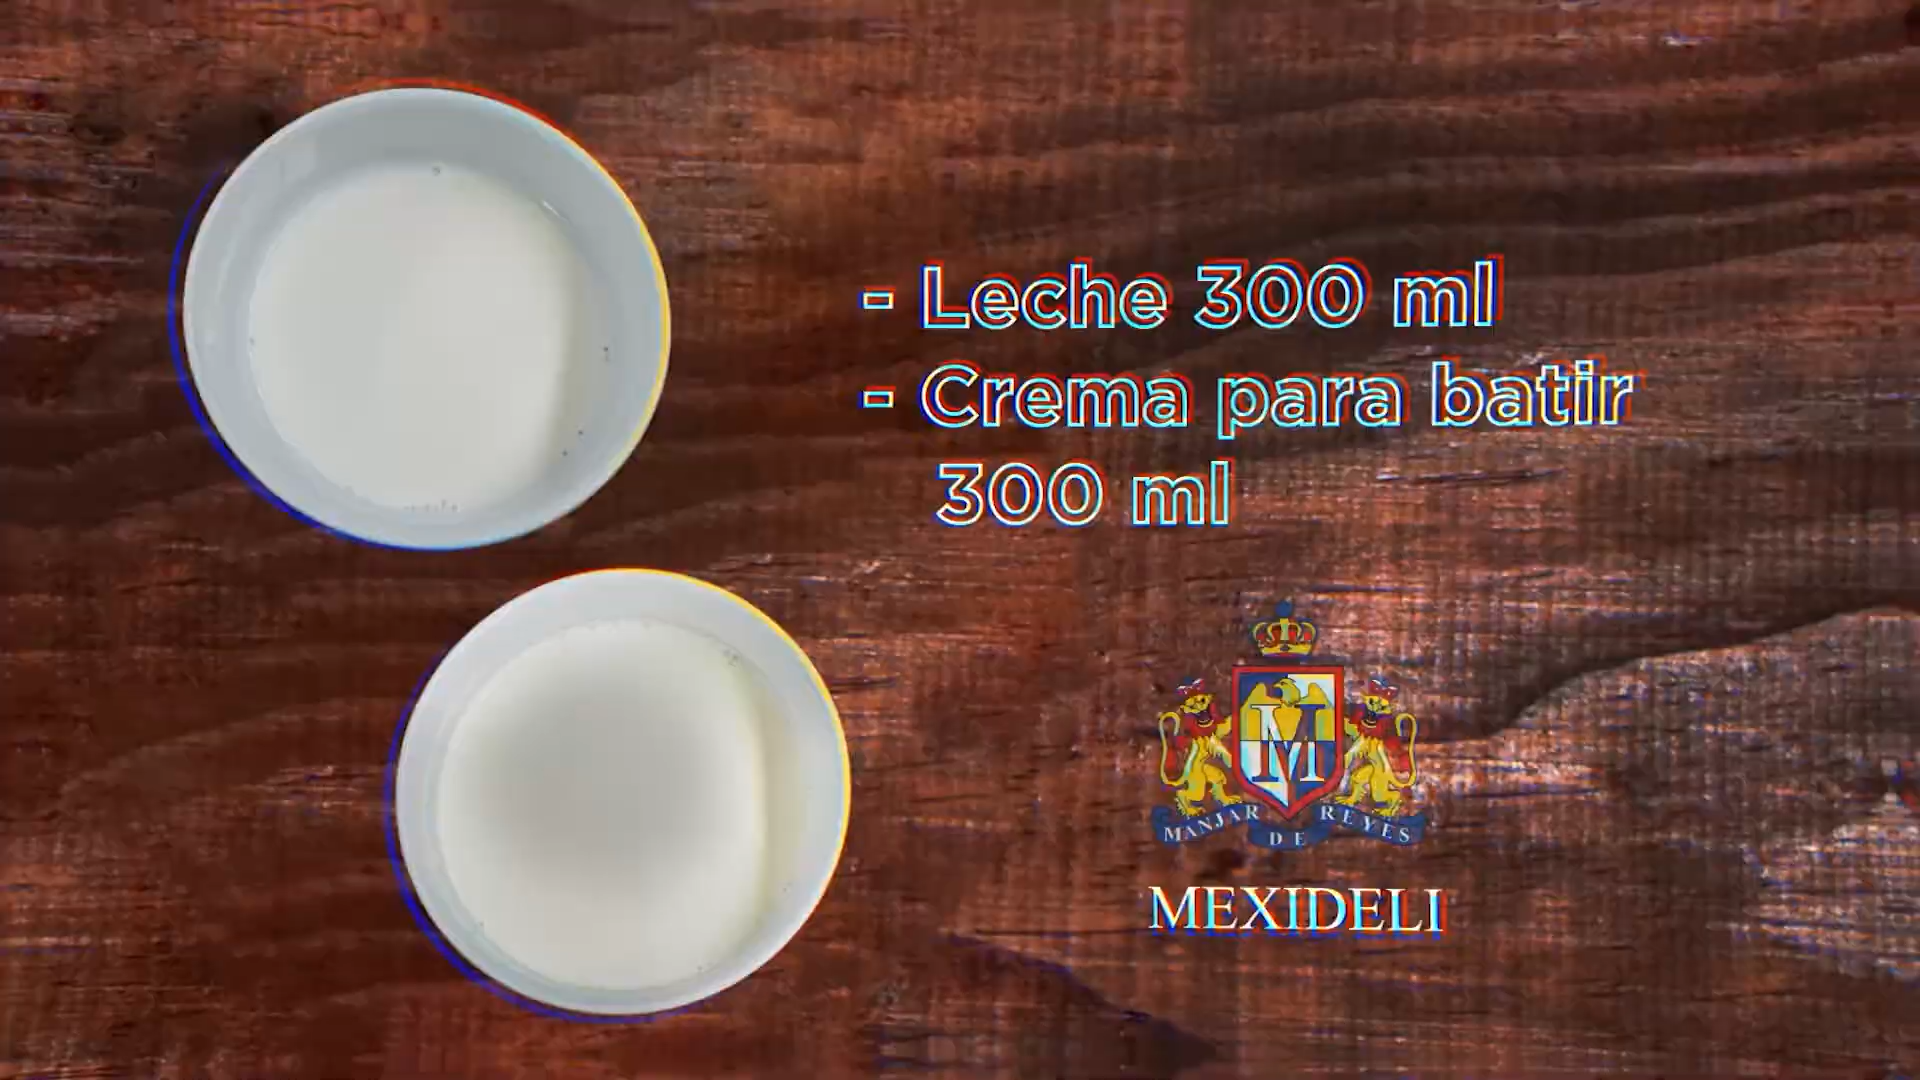 - Leche 300 ml
- Crema para batir
300 ml
M
MANJAR DE REYES
MEXIDELI